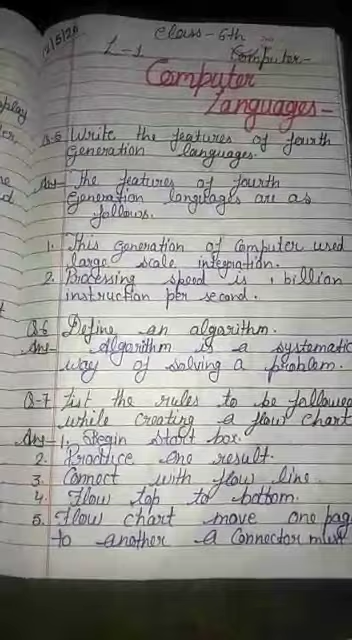 Class-6th
L-1 Computer-
Computer
Languages-
Q.5 Write the features of fourth
generation languages.
Ans- The features of fourth
generation languages are as
follows.
1. This generation of computer used
large scale integration.
2. Processing speed is 1 billion
instruction per second.
Q.6 Define an algorithm.
Ans- Algorithm is a systematic
way of solving a problem.
Q-7 List the rules to be followed
while creating a flow chart
Ans- 1. Begin start box.
2. Practice one result.
3. Connect with flow line.
4. Flow top to bottom.
5. Flow chart move one pag
to another a Connector must